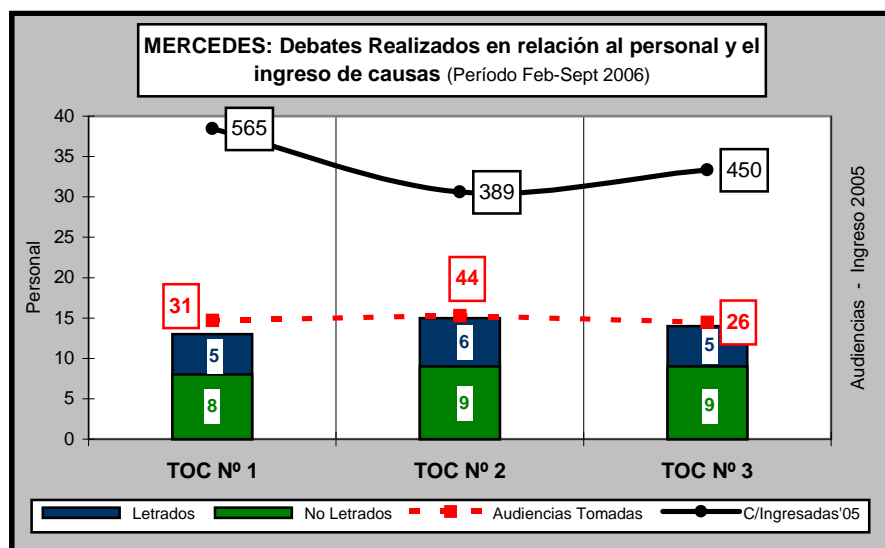 MERCEDES: Debates Realizados en relación al personal y el
ingreso de causas (Período Feb-Sept 2006)
40
35
30
25
20
15
10
5
0
Personal
Audiencias - Ingreso 2005
565
389
450
31
44
26
5
6
5
8
9
9
TOC Nº 1
TOC Nº 2
TOC Nº 3
Letrados
No Letrados
Audiencias Tomadas
C/Ingresadas'05